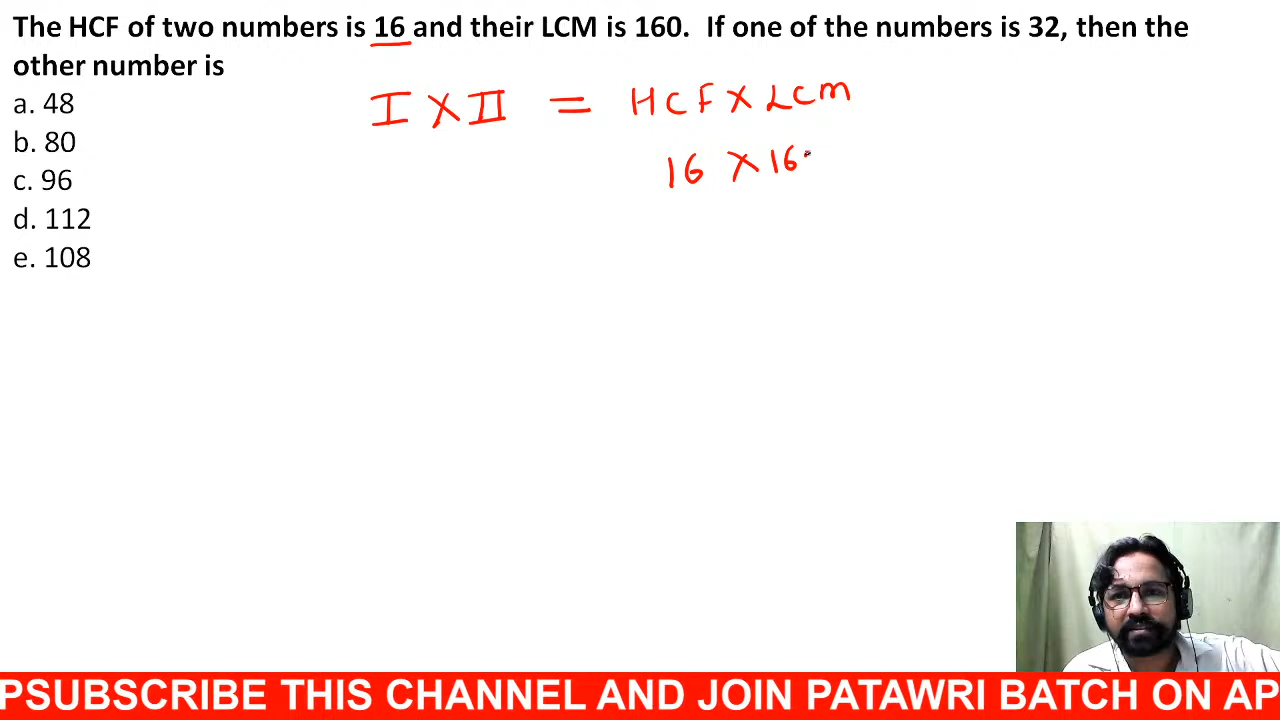 The HCF of two numbers is 16 and their LCM is 160. If one of the numbers is 32, then the
other number is
a. 48
b. 80
c. 96
d. 112
e. 108
I X II = HCF X LCM
16 X 16
PSUBSCRIBE THIS CHANNEL AND JOIN PATAWRI BATCH ON AP